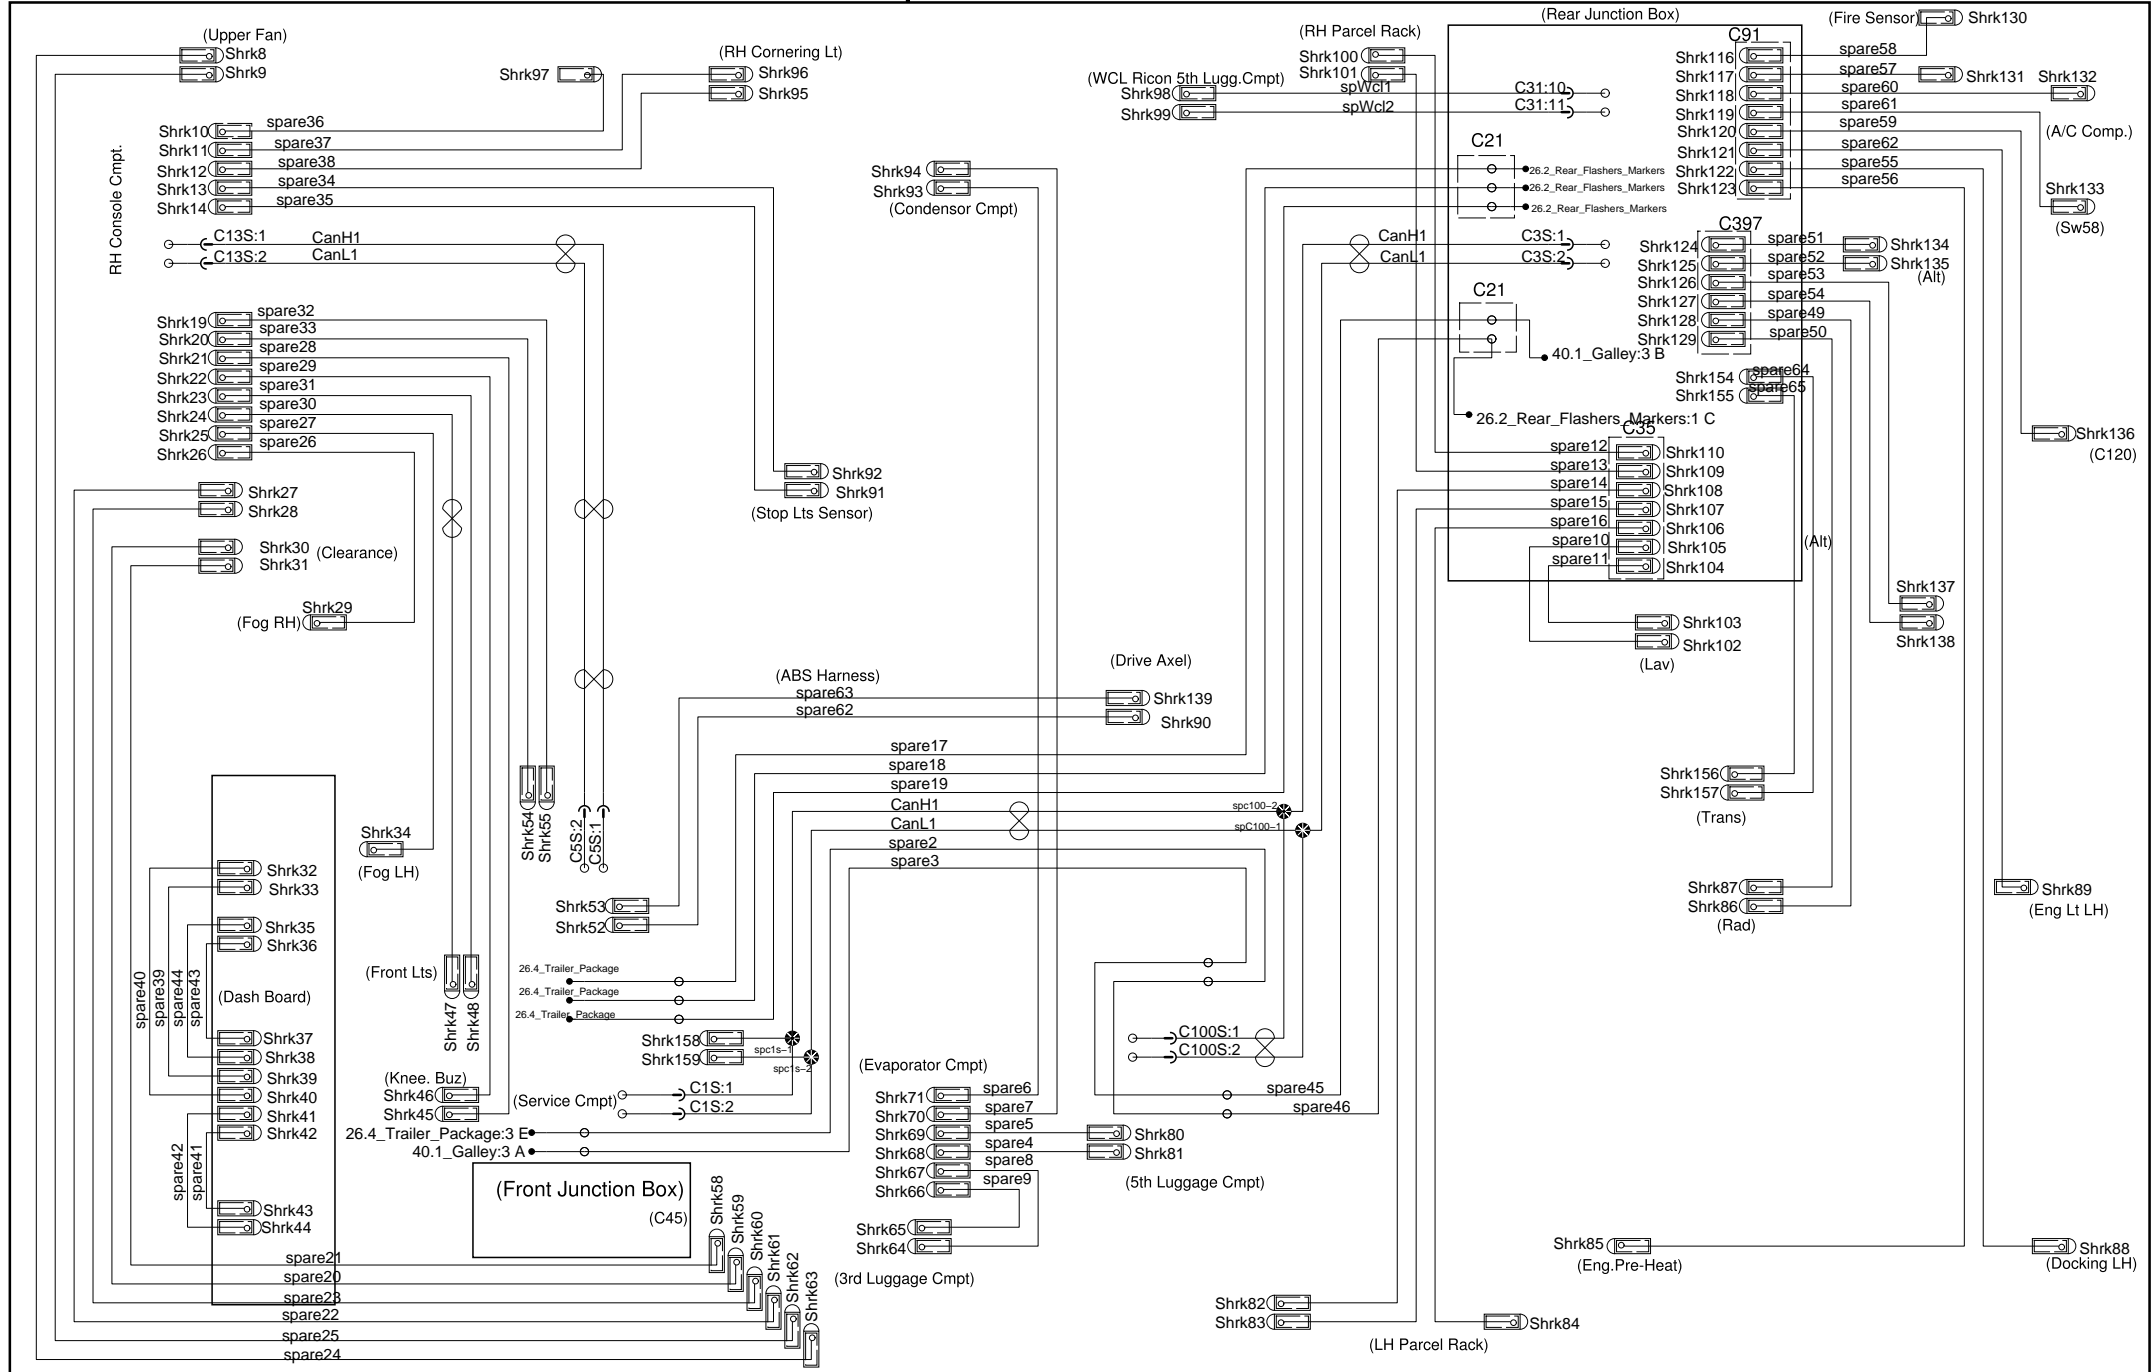 (Upper Fan)
Shrk8
Shrk9
Shrk97
(RH Cornering Lt)
Shrk96
Shrk95
RH Console Cmpt.
Shrk10 spare36
Shrk11 spare37
Shrk12 spare38
Shrk13 spare34
Shrk14 spare35
C13S:1 CanH1
C13S:2 CanL1
Shrk19 spare32
Shrk20 spare33
Shrk21 spare28
Shrk22 spare29
Shrk23 spare31
Shrk24 spare30
Shrk25 spare27
Shrk26 spare26
Shrk27
Shrk28
Shrk30 (Clearance)
Shrk31
Shrk29
(Fog RH)
Shrk92
Shrk91
(Stop Lts Sensor)
Shrk94
Shrk93
(Condensor Cmpt)
(RH Parcel Rack)
Shrk100
Shrk101
(WCL Ricon 5th Lugg.Cmpt)
Shrk98 spWcl1 C31:10
Shrk99 spWcl2 C31:11
(Rear Junction Box)
C21
26.2_Rear_Flashers_Markers
26.2_Rear_Flashers_Markers
26.2_Rear_Flashers_Markers
CanH1 C3S:1
CanL1 C3S:2
C21
40.1_Galley:3 B
26.2_Rear_Flashers_Markers:1 C
C91
Shrk116 spare58
Shrk117 spare57
Shrk118 spare60
Shrk119 spare61
Shrk120 spare59
Shrk121 spare62
Shrk122 spare55
Shrk123 spare56
(Fire Sensor) Shrk130
Shrk131 Shrk132
(A/C Comp.)
Shrk133
(Sw58)
C397
Shrk124 spare51 Shrk134
Shrk125 spare52 Shrk135
(Alt)
Shrk126 spare53
Shrk127 spare54
Shrk128 spare49
Shrk129 spare50
Shrk154 spare64
Shrk155 spare65
C35
spare12 Shrk110
spare13 Shrk109
spare14 Shrk108
spare15 Shrk107
spare16 Shrk106
spare10 Shrk105
spare11 Shrk104
(Alt)
Shrk136
(C120)
Shrk137
Shrk138
Shrk103
Shrk102
(Lav)
(Drive Axel)
(ABS Harness)
spare63 Shrk139
spare62 Shrk90
spare17
spare18
spare19
CanH1 spc100-2
CanL1 spC100-1
spare2
spare3
Shrk54
Shrk55
C5S:2
C5S:1
Shrk34
(Fog LH)
Shrk32
Shrk33
Shrk35
Shrk36
spare40
spare39
spare44
spare43
(Dash Board)
Shrk37
Shrk38
Shrk39
Shrk40
Shrk41
Shrk42
spare42
spare41
Shrk43
Shrk44
(Front Lts)
Shrk47
Shrk48
Shrk53
Shrk52
26.4_Trailer_Package
26.4_Trailer_Package
26.4_Trailer_Package
Shrk158 spc1s-1
Shrk159 spc1s-2
(Knee. Buz)
Shrk46
Shrk45
(Service Cmpt)
C1S:1
C1S:2
26.4_Trailer_Package:3 E
40.1_Galley:3 A
(Front Junction Box)
(C45)
Shrk58
Shrk59
Shrk60
Shrk61
Shrk62
Shrk63
spare21
spare20
spare23
spare22
spare25
spare24
(Evaporator Cmpt)
Shrk71 spare6
Shrk70 spare7
Shrk69 spare5 Shrk80
Shrk68 spare4 Shrk81
Shrk67 spare8
Shrk66 spare9
(5th Luggage Cmpt)
Shrk65
Shrk64
(3rd Luggage Cmpt)
C100S:1
C100S:2
spare45
spare46
Shrk156
Shrk157
(Trans)
Shrk87
Shrk86
(Rad)
Shrk89
(Eng Lt LH)
Shrk85
(Eng.Pre-Heat)
Shrk88
(Docking LH)
Shrk82
Shrk83
Shrk84
(LH Parcel Rack)